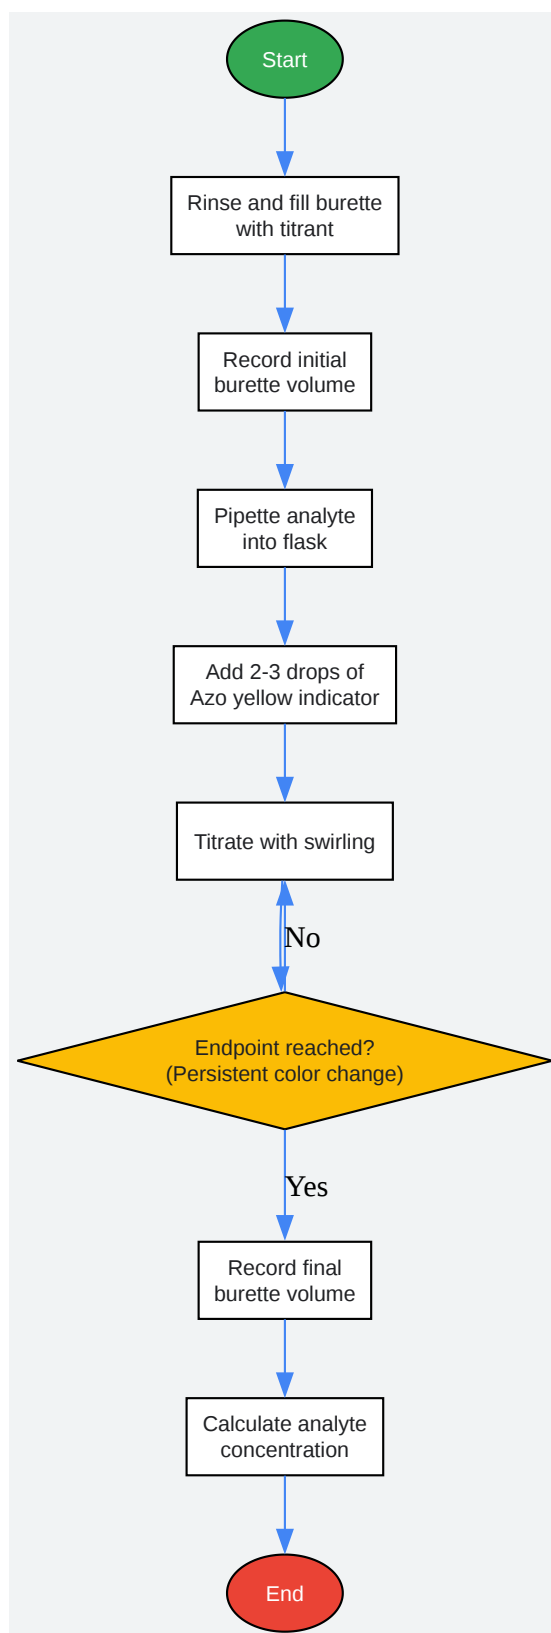 Start
Rinse and fill burette
with titrant
Record initial
burette volume
Pipette analyte
into flask
Add 2-3 drops of
Azo yellow indicator
Titrate with swirling
No
Endpoint reached?
(Persistent color change)
Yes
Record final
burette volume
Calculate analyte
concentration
End